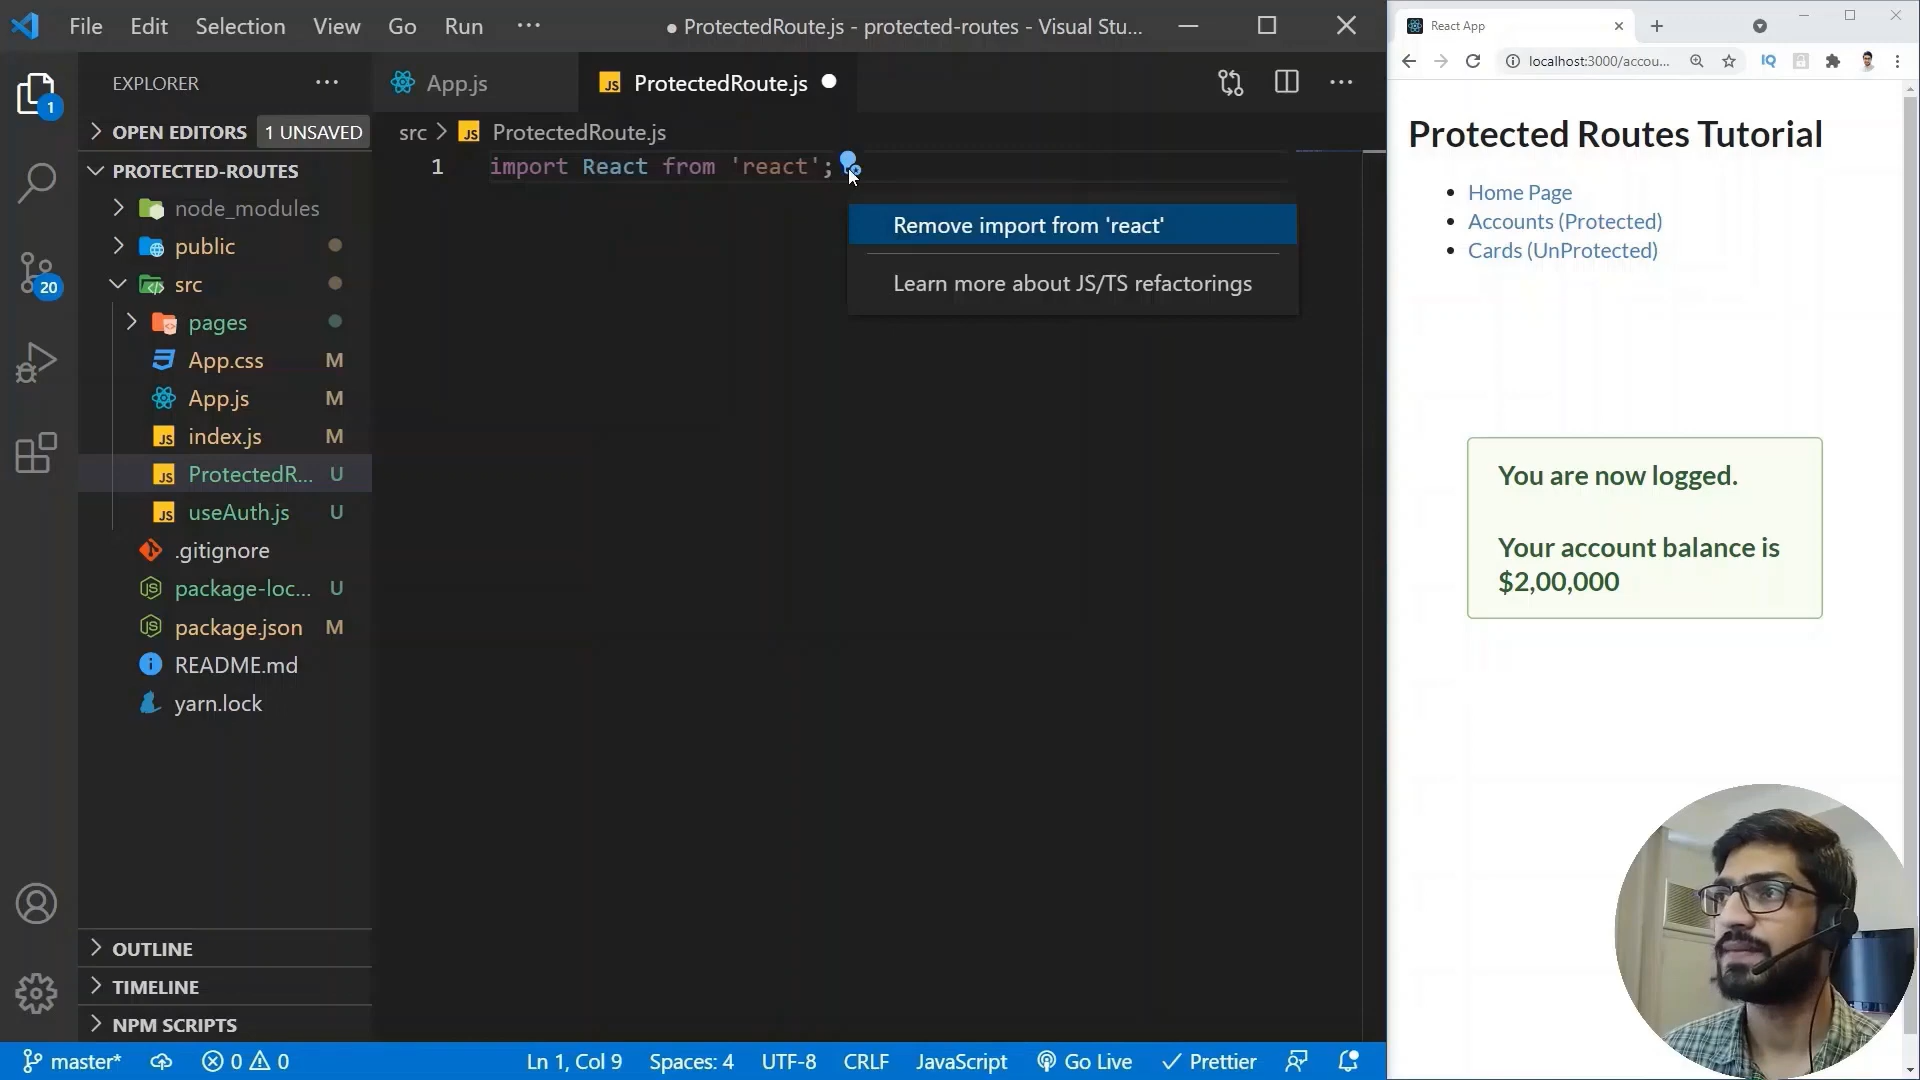 File Edit Selection View Go Run ···
● ProtectedRoute.js - protected-routes - Visual Stu...
EXPLORER
OPEN EDITORS 1 UNSAVED
PROTECTED-ROUTES
node_modules
public
src
pages
App.css M
App.js M
index.js M
ProtectedR... U
useAuth.js U
.gitignore
package-loc... U
package.json M
README.md
yarn.lock
OUTLINE
TIMELINE
NPM SCRIPTS
1
20
App.js
JS ProtectedRoute.js
src > JS ProtectedRoute.js
1 import React from 'react';
Remove import from 'react'
Learn more about JS/TS refactorings
master* 0 0 Ln 1, Col 9 Spaces: 4 UTF-8 CRLF JavaScript Go Live Prettier
React App
localhost:3000/accou...
IQ
Protected Routes Tutorial
Home Page
Accounts (Protected)
Cards (UnProtected)
You are now logged.
Your account balance is
$2,00,000